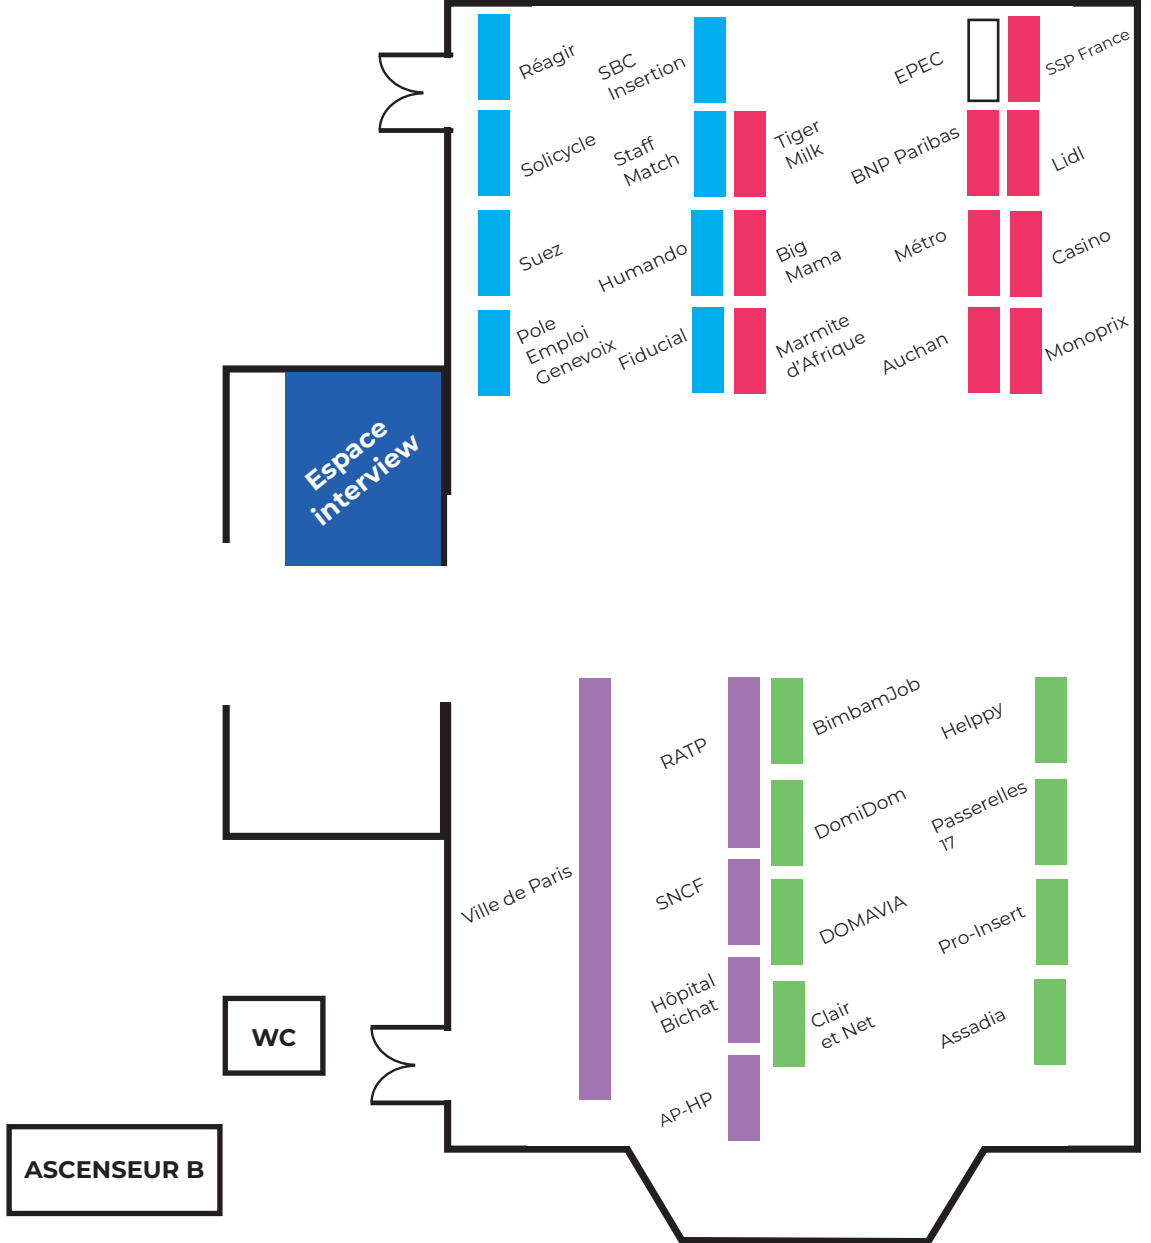 Réagir
SBC
Insertion
EPEC
SSP France
Solicycle
Staff
Match
Tiger
Milk
BNP Paribas
Lidl
Suez
Humando
Big
Mama
Métro
Casino
Pole
Emploi
Genevoix
Fiducial
Marmite
d'Afrique
Auchan
Monoprix
Espace
interview
Ville de Paris
RATP
BimbamJob
Helppy
DomiDom
Passerelles
17
SNCF
DOMAVIA
Pro-Insert
Hôpital
Bichat
Clair
et Net
Assadia
AP-HP
WC
ASCENSEUR B